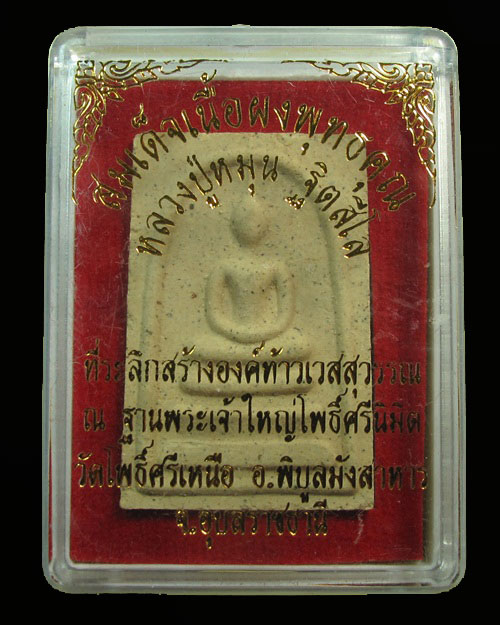 สมเด็จเนื้อผงพุทธคุณ
หลวงปู่หมุน ฐิตสีโล
ที่ระลึกสร้างองค์ท้าวเวสสุวรรณ
ณ ฐานพระเจ้าใหญ่โพธิ์ศรีนิมิต
วัดโพธิ์ศรีเหนือ อ.พิบูลมังสาหาร
จ.อุบลราชธานี